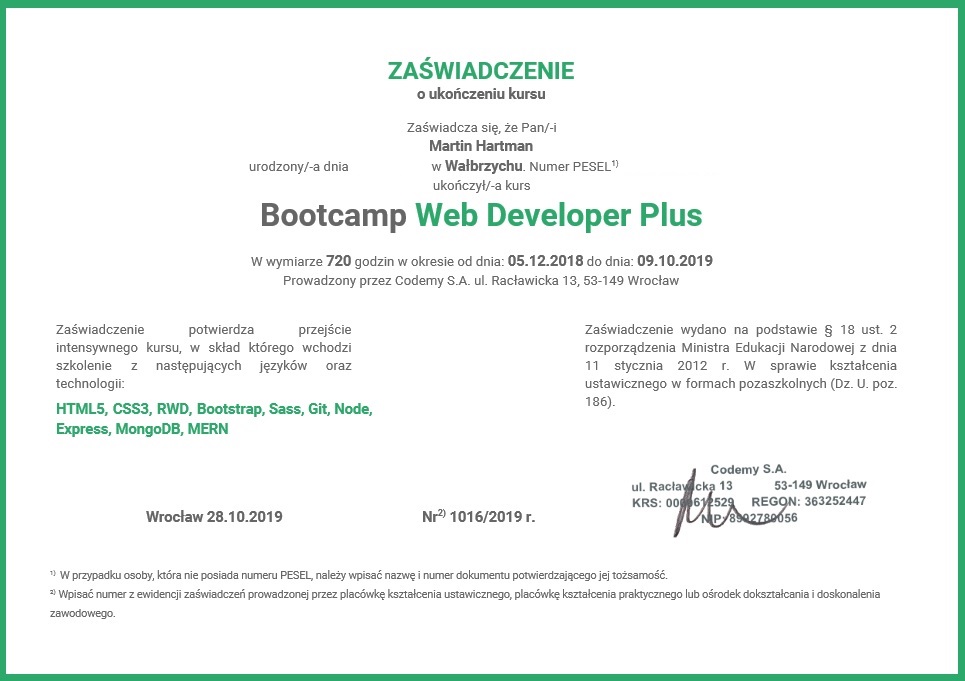 ZAŚWIADCZENIE
o ukończeniu kursu
Zaświadcza się, że Pan/-i
Martin Hartman
urodzony/-a dnia w Wałbrzychu. Numer PESEL¹⁾
ukończył/-a kurs
Bootcamp Web Developer Plus
W wymiarze 720 godzin w okresie od dnia: 05.12.2018 do dnia: 09.10.2019
Prowadzony przez Codemy S.A. ul. Racławicka 13, 53-149 Wrocław
Zaświadczenie potwierdza przejście
intensywnego kursu, w skład którego wchodzi
szkolenie z następujących języków oraz
technologii:
HTML5, CSS3, RWD, Bootstrap, Sass, Git, Node,
Express, MongoDB, MERN
Zaświadczenie wydano na podstawie § 18 ust. 2
rozporządzenia Ministra Edukacji Narodowej z dnia
11 stycznia 2012 r. W sprawie kształcenia
ustawicznego w formach pozaszkolnych (Dz. U. poz.
186).
Codemy S.A.
ul. Racławicka 13 53-149 Wrocław
KRS: 0000612529 REGON: 363252447
NIP: 8992780056
Wrocław 28.10.2019
Nr²⁾ 1016/2019 r.
¹⁾ W przypadku osoby, która nie posiada numeru PESEL, należy wpisać nazwę i numer dokumentu potwierdzającego jej tożsamość.
²⁾ Wpisać numer z ewidencji zaświadczeń prowadzonej przez placówkę kształcenia ustawicznego, placówkę kształcenia praktycznego lub ośrodek dokształcania i doskonalenia
zawodowego.